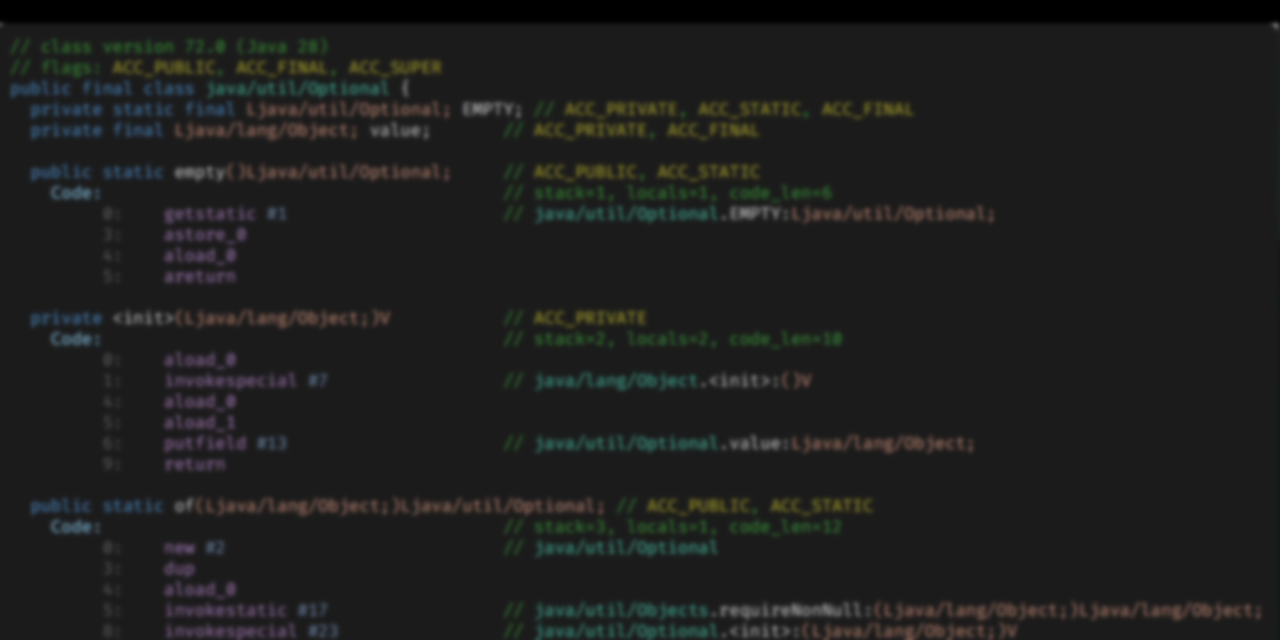 // class version 72.0 (Java 28)
// flags: ACC_PUBLIC, ACC_FINAL, ACC_SUPER
public final class java/util/Optional {
private static final Ljava/util/Optional; EMPTY; // ACC_PRIVATE, ACC_STATIC, ACC_FINAL
private final Ljava/lang/Object; value; // ACC_PRIVATE, ACC_FINAL
public static empty()Ljava/util/Optional; // ACC_PUBLIC, ACC_STATIC
Code: // stack=1, locals=1, code_len=6
0: getstatic #1 // java/util/Optional.EMPTY:Ljava/util/Optional;
3: astore_0
4: aload_0
5: areturn
private <init>(Ljava/lang/Object;)V // ACC_PRIVATE
Code: // stack=2, locals=2, code_len=10
0: aload_0
1: invokespecial #7 // java/lang/Object.<init>:()V
4: aload_0
5: aload_1
6: putfield #13 // java/util/Optional.value:Ljava/lang/Object;
9: return
public static of(Ljava/lang/Object;)Ljava/util/Optional; // ACC_PUBLIC, ACC_STATIC
Code: // stack=3, locals=1, code_len=12
0: new #2 // java/util/Optional
3: dup
4: aload_0
5: invokestatic #17 // java/util/Objects.requireNonNull:(Ljava/lang/Object;)Ljava/lang/Object;
8: invokespecial #23 // java/util/Optional.<init>:(Ljava/lang/Object;)V